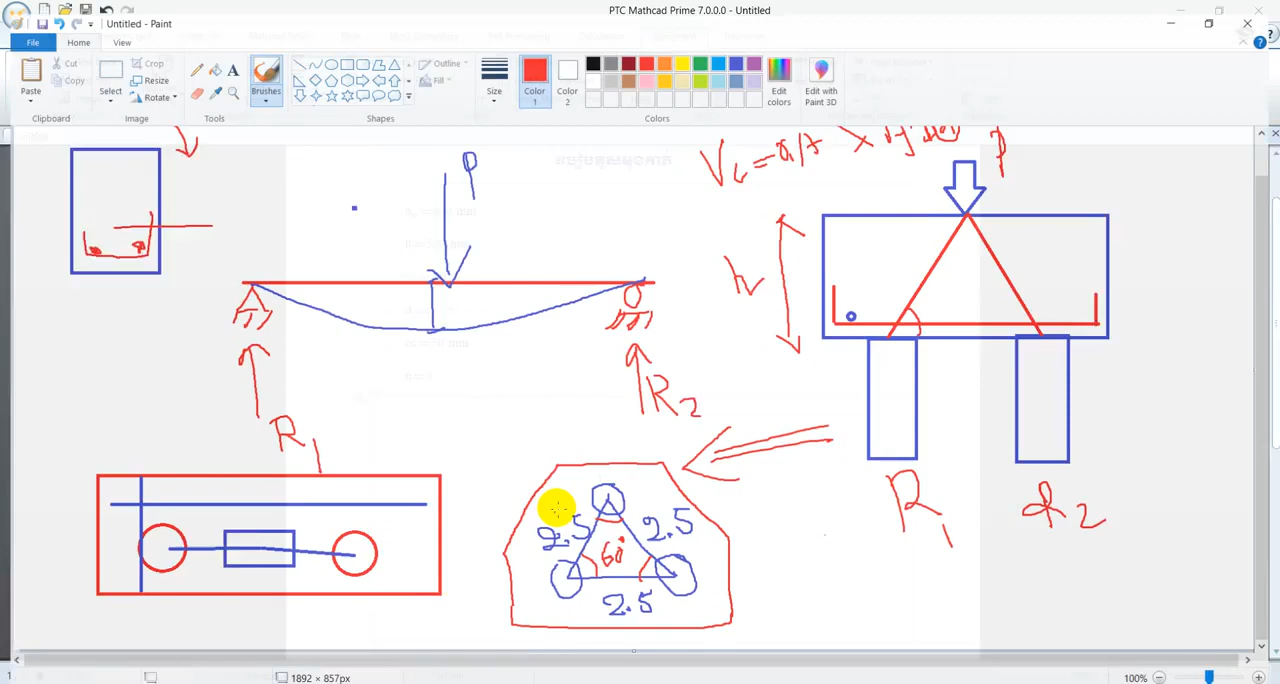 PTC Mathcad Prime 7.0.0.0 - Untitled
Untitled - Paint
File Home View
Paste
Cut
Copy
Clipboard
Select
Crop
Resize
Rotate
Image
A
Tools
Brushes
Outline
Fill
Shapes
Size
Color
1
Color
2
Edit
colors
Edit with
Paint 3D
Colors
P
P
h
R1
R2
R1
R2
2.5
2.5
60°
2.5
1892 × 857px
100%